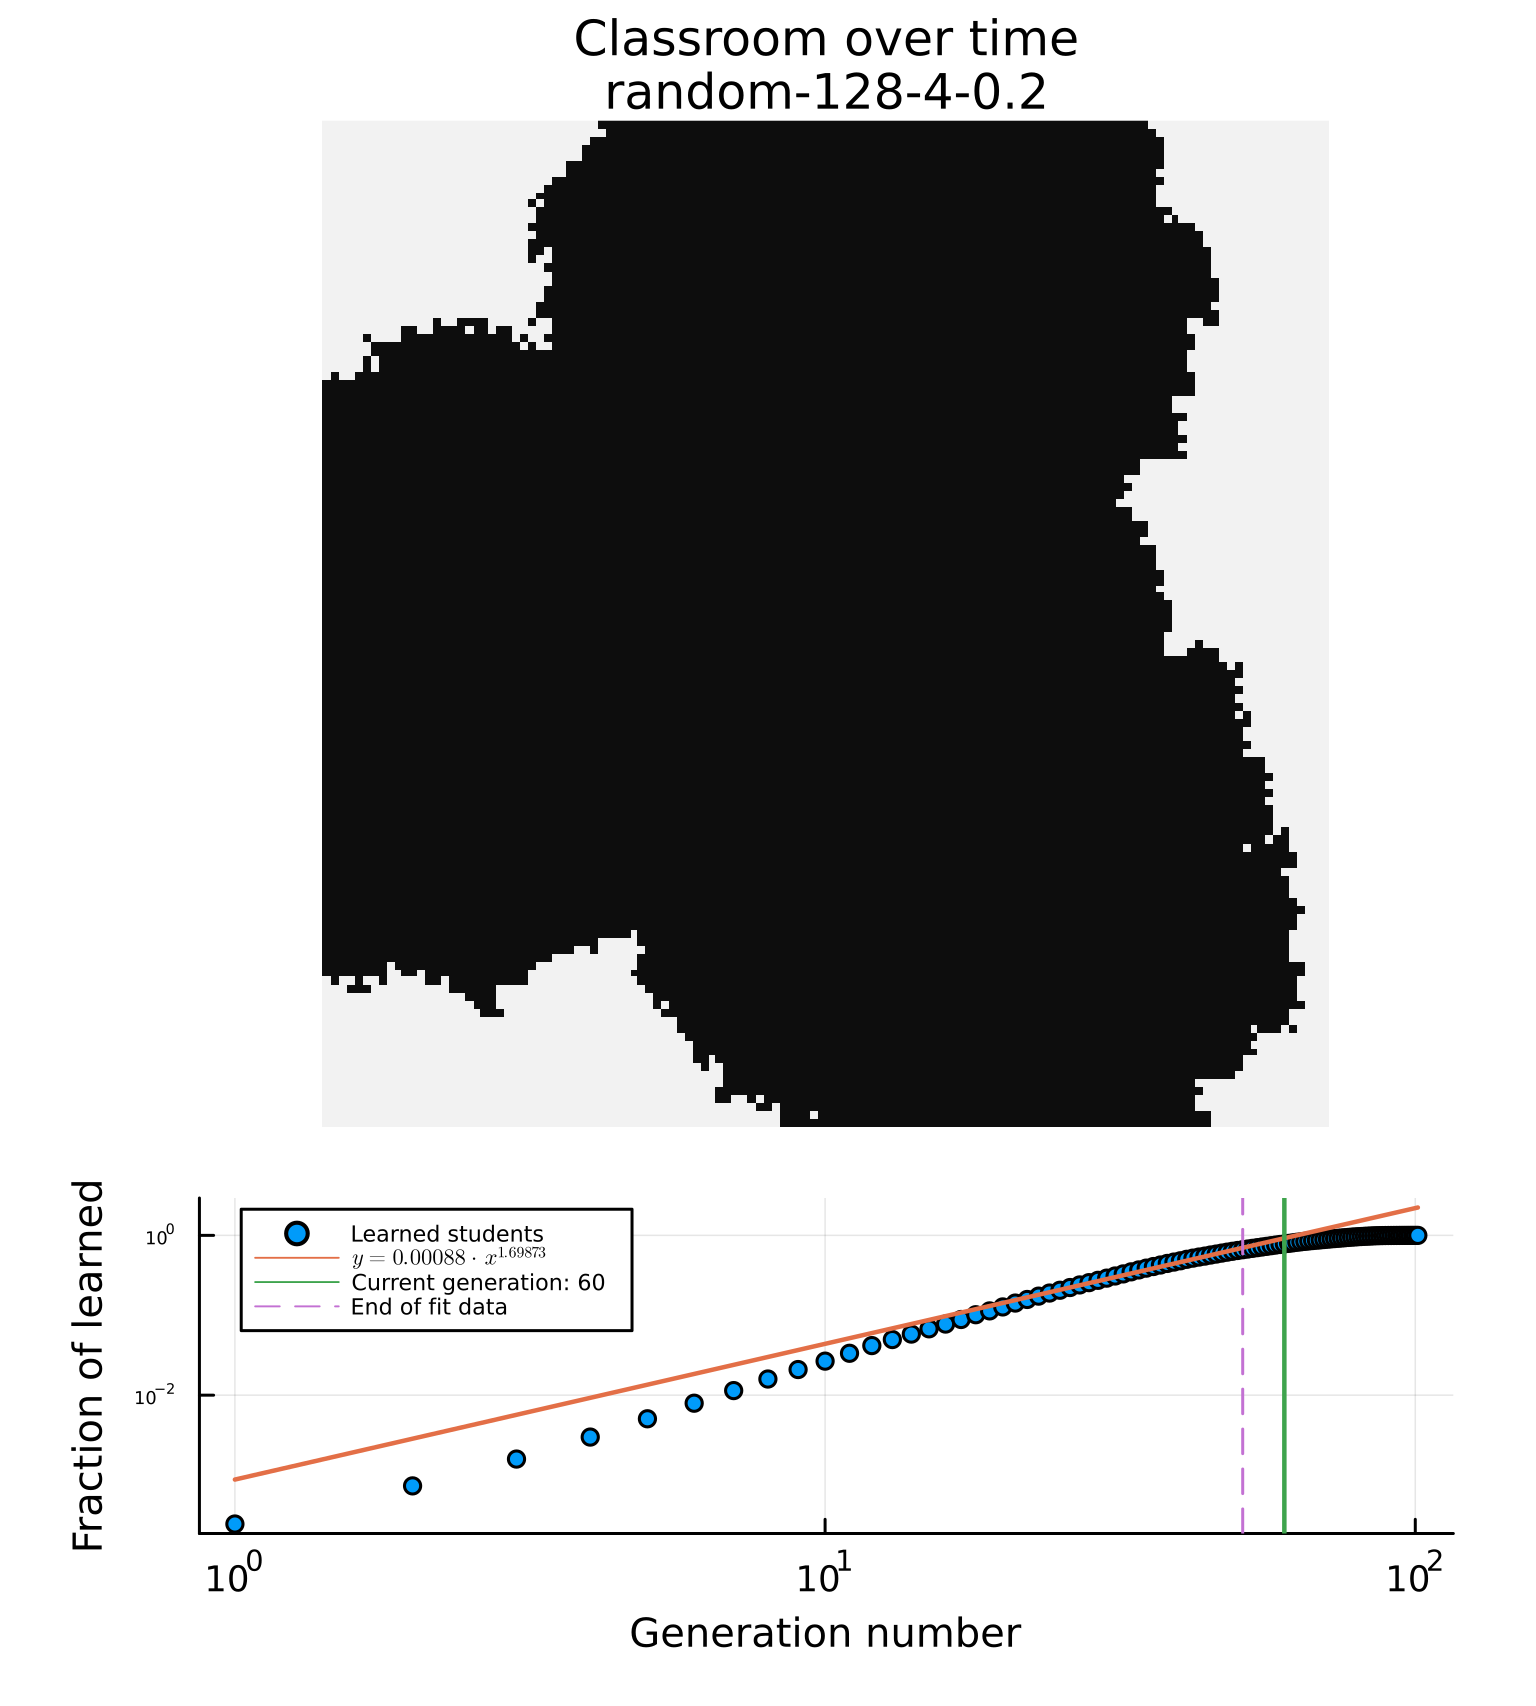 Classroom over time
random-128-4-0.2
Fraction of learned
10^0
10^-2
Learned students
y = 0.00088 · x^1.69873
Current generation: 60
End of fit data
10^0
10^1
10^2
Generation number